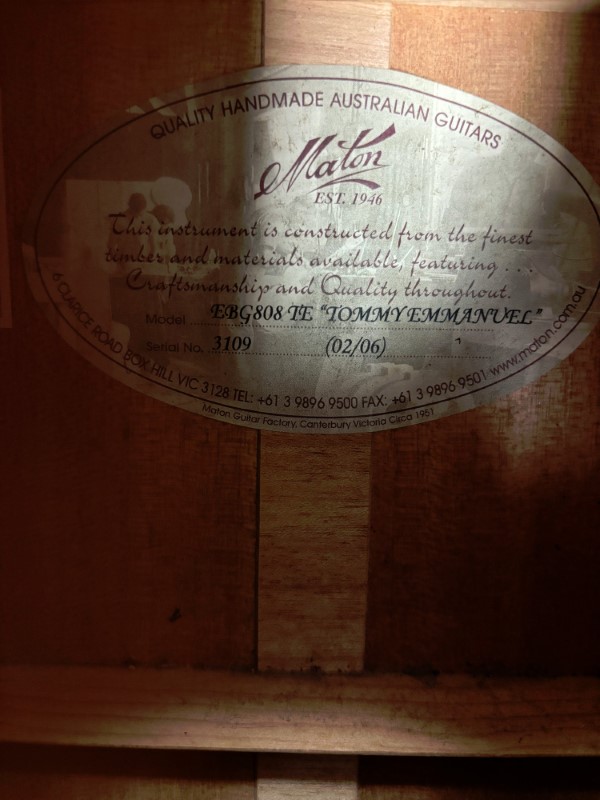 QUALITY HANDMADE AUSTRALIAN GUITARS
Maton
EST. 1946
This instrument is constructed from the finest
timber and materials available, featuring . . .
Craftsmanship and Quality throughout.
Model EBG808 TE "TOMMY EMMANUEL"
Serial No. 3109 (02/06)
6 CLARICE ROAD BOX HILL VIC 3128 TEL: +61 3 9896 9500 FAX: +61 3 9896 9501 www.maton.com.au
Maton Guitar Factory, Canterbury Victoria Circa 1951